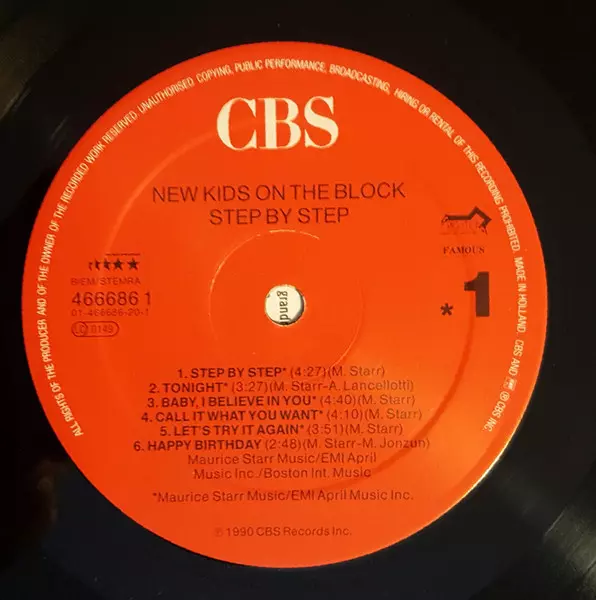 ALL RIGHTS OF THE PRODUCER AND OF THE OWNER OF THE RECORDED WORK RESERVED. UNAUTHORISED COPYING, PUBLIC PERFORMANCE, BROADCASTING, HIRING OR RENTAL OF THIS RECORDING PROHIBITED. MADE IN HOLLAND. CBS AND ℗ CBS INC.
CBS
NEW KIDS ON THE BLOCK
STEP BY STEP
FAMOUS
BIEM/STEMRA
466686 1
01-466686-20-1
LC 0149
* 1
grand
1. STEP BY STEP* (4:27)(M. Starr)
2. TONIGHT* (3:27)(M. Starr-A. Lancellotti)
3. BABY, I BELIEVE IN YOU* (4:40)(M. Starr)
4. CALL IT WHAT YOU WANT* (4:10)(M. Starr)
5. LET'S TRY IT AGAIN* (3:51)(M. Starr)
6. HAPPY BIRTHDAY (2:48)(M. Starr-M. Jonzun)
Maurice Starr Music/EMI April
Music Inc./Boston Int. Music
*Maurice Starr Music/EMI April Music Inc.
℗ 1990 CBS Records Inc.